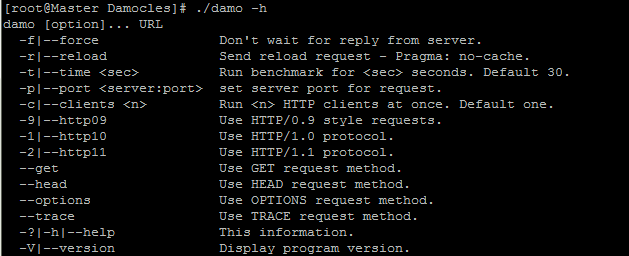 [root@Master Damocles]# ./damo -h
damo [option]... URL
  -f|--force               Don't wait for reply from server.
  -r|--reload              Send reload request - Pragma: no-cache.
  -t|--time <sec>          Run benchmark for <sec> seconds. Default 30.
  -p|--port <server:port>  set server port for request.
  -c|--clients <n>         Run <n> HTTP clients at once. Default one.
  -9|--http09              Use HTTP/0.9 style requests.
  -1|--http10              Use HTTP/1.0 protocol.
  -2|--http11              Use HTTP/1.1 protocol.
  --get                    Use GET request method.
  --head                   Use HEAD request method.
  --options                Use OPTIONS request method.
  --trace                  Use TRACE request method.
  -?|-h|--help             This information.
  -V|--version             Display program version.